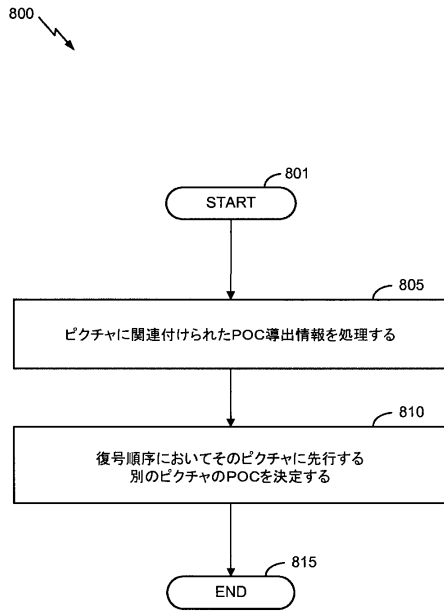 800
801
START
805
ピクチャに関連付けられたPOC導出情報を処理する
810
復号順序においてそのピクチャに先行する
別のピクチャのPOCを決定する
815
END